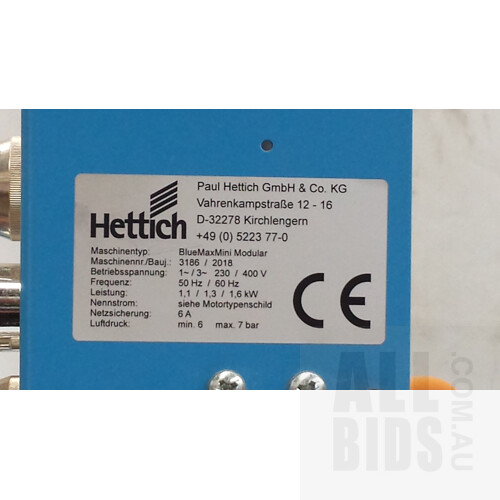 Hettich
Paul Hettich GmbH & Co. KG
Vahrenkampstraße 12 - 16
D-32278 Kirchlengern
+49 (0) 5223 77-0
Maschinentyp: BlueMaxMini Modular
Maschinennr./Bauj.: 3186 / 2018
Betriebsspannung: 1~/3~ 230 / 400 V
Frequenz: 50 Hz / 60 Hz
Leistung: 1,1 / 1,3 / 1,6 kW
Nennstrom: siehe Motortypenschild
Netzsicherung: 6 A
Luftdruck: min. 6 max. 7 bar
CE
ALL
BIDS
.COM.AU